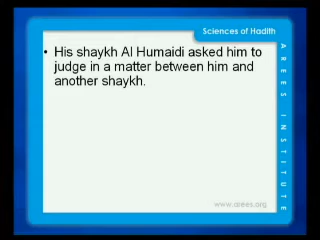 Sciences of Hadith
• His shaykh Al Humaidi asked him to
judge in a matter between him and
another shaykh.
AREES INSTITUTE
www.arees.org